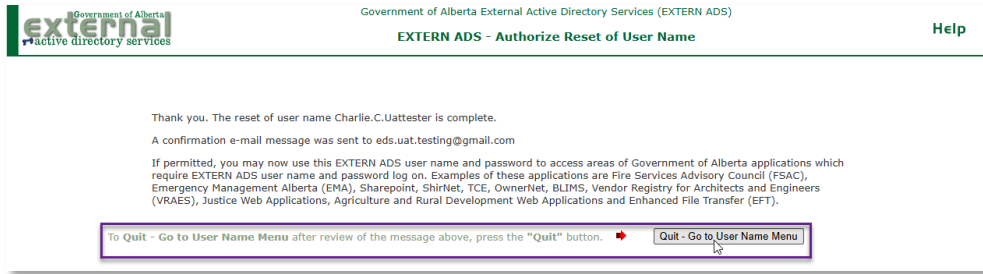 Government of Alberta
external
active directory services
Government of Alberta External Active Directory Services (EXTERN ADS)
EXTERN ADS - Authorize Reset of User Name
Help
Thank you. The reset of user name Charlie.C.Uattester is complete.
A confirmation e-mail message was sent to eds.uat.testing@gmail.com
If permitted, you may now use this EXTERN ADS user name and password to access areas of Government of Alberta applications which
require EXTERN ADS user name and password log on. Examples of these applications are Fire Services Advisory Council (FSAC),
Emergency Management Alberta (EMA), Sharepoint, ShirNet, TCE, OwnerNet, BLIMS, Vendor Registry for Architects and Engineers
(VRAES), Justice Web Applications, Agriculture and Rural Development Web Applications and Enhanced File Transfer (EFT).
To Quit - Go to User Name Menu after review of the message above, press the "Quit" button.
Quit - Go to User Name Menu